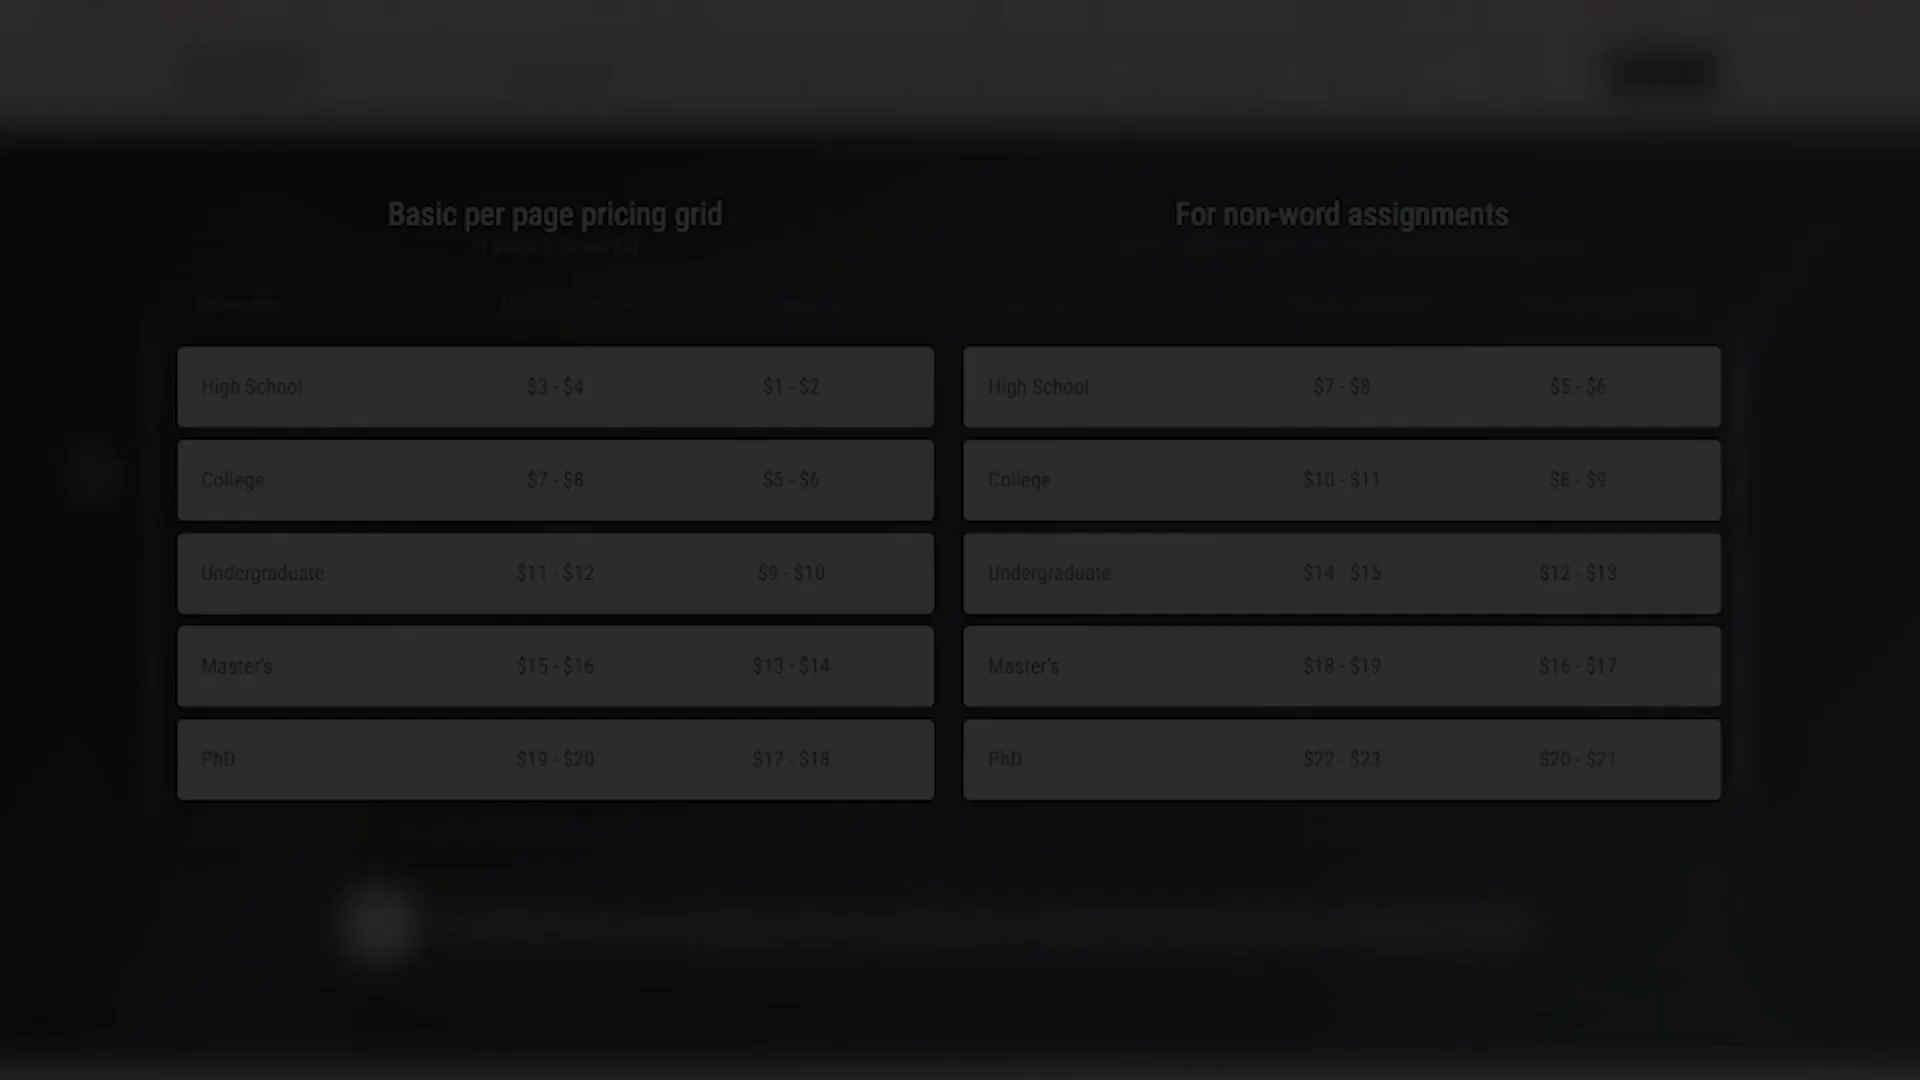 Basic per page pricing grid
High School $3 - $4 $1 - $2
College $7 - $8 $5 - $6
Undergraduate $11 - $12 $9 - $10
Master's $15 - $16 $13 - $14
PhD $19 - $20 $17 - $18
For non-word assignments
High School $7 - $8 $5 - $6
College $10 - $11 $8 - $9
Undergraduate $14 - $15 $12 - $13
Master's $18 - $19 $16 - $17
PhD $22 - $23 $20 - $21